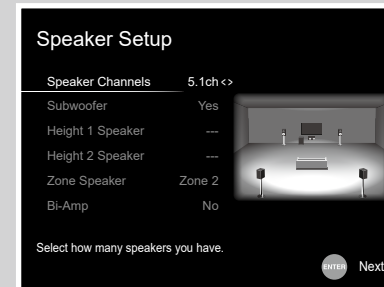 Speaker Setup
Speaker Channels 5.1ch <>
Subwoofer Yes
Height 1 Speaker ---
Height 2 Speaker ---
Zone Speaker Zone 2
Bi-Amp No
Select how many speakers you have.
ENTER Next